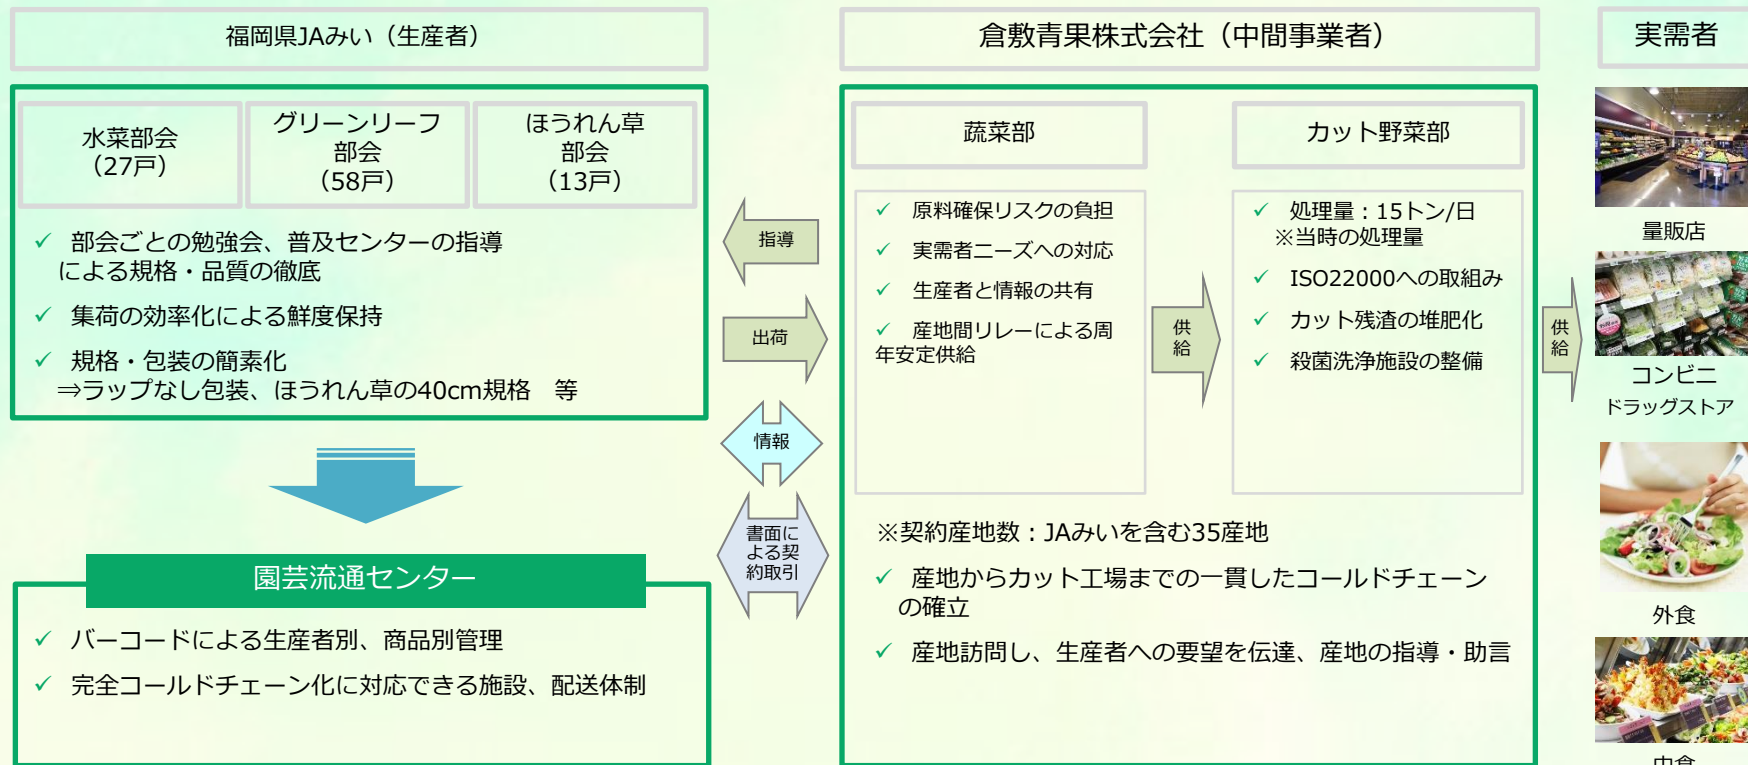 福岡県JAみい（生産者）
水菜部会
（27戸）
グリーンリーフ
部会
（58戸）
ほうれん草
部会
（13戸）
✓ 部会ごとの勉強会、普及センターの指導
による規格・品質の徹底
✓ 集荷の効率化による鮮度保持
✓ 規格・包装の簡素化
⇒ラップなし包装、ほうれん草の40cm規格　等
園芸流通センター
✓ バーコードによる生産者別、商品別管理
✓ 完全コールドチェーン化に対応できる施設、配送体制
指導
出荷
情報
書面に
よる契
約取引
倉敷青果株式会社（中間事業者）
蔬菜部
✓ 原料確保リスクの負担
✓ 実需者ニーズへの対応
✓ 生産者と情報の共有
✓ 産地間リレーによる周
年安定供給
供
給
カット野菜部
✓ 処理量：15トン/日
※当時の処理量
✓ ISO22000への取組み
✓ カット残渣の堆肥化
✓ 殺菌洗浄施設の整備
※契約産地数：JAみいを含む35産地
✓ 産地からカット工場までの一貫したコールドチェーン
の確立
✓ 産地訪問し、生産者への要望を伝達、産地の指導・助言
供
給
実需者
量販店
コンビニ
ドラッグストア
外食
中食